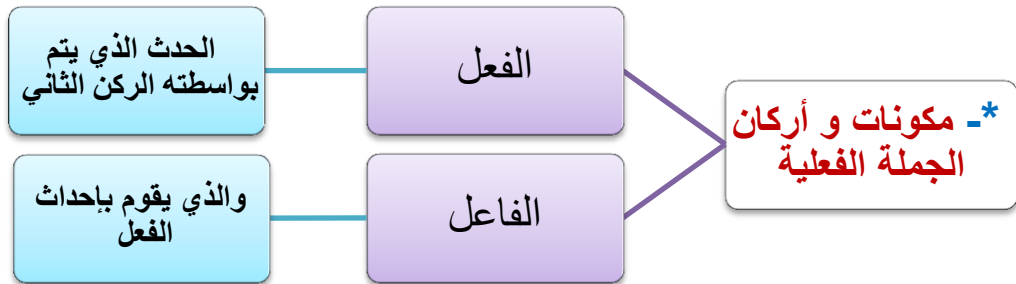 *- مكونات و أركان
الجملة الفعلية
الفعل
الحدث الذي يتم
بواسطته الركن الثاني
الفاعل
والذي يقوم بإحداث
الفعل